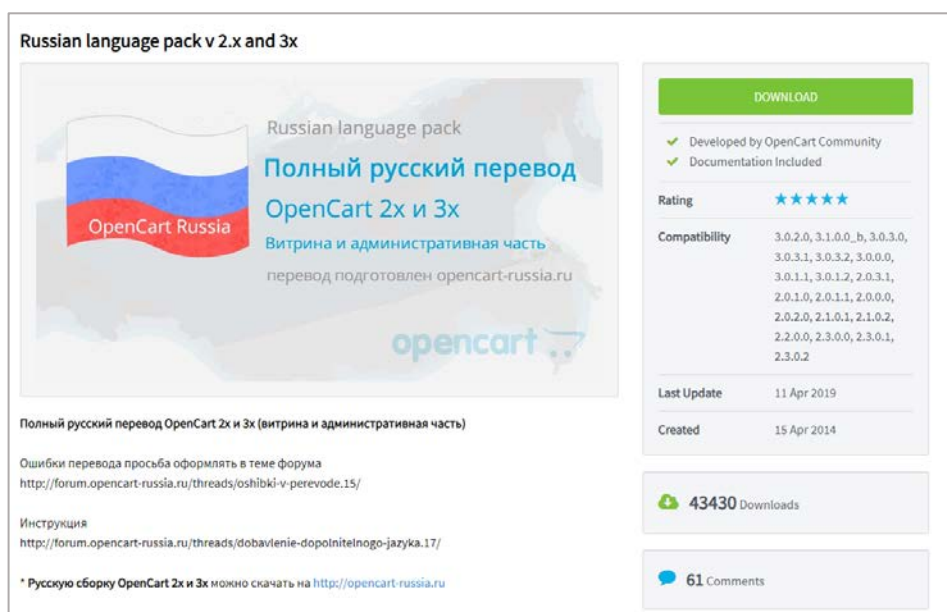 Russian language pack v 2.x and 3x
OpenCart Russia
Russian language pack
Полный русский перевод
OpenCart 2x и 3x
Витрина и административная часть
перевод подготовлен opencart-russia.ru
opencart
Полный русский перевод OpenCart 2x и 3x (витрина и административная часть)
Ошибки перевода просьба оформлять в теме форума
http://forum.opencart-russia.ru/threads/oshibki-v-perevode.15/
Инструкция
http://forum.opencart-russia.ru/threads/dobavlenie-dopolnitelnogo-jazyka.17/
* Русскую сборку OpenCart 2x и 3x можно скачать на http://opencart-russia.ru
DOWNLOAD
Developed by OpenCart Community
Documentation Included
Rating
Compatibility
3.0.2.0, 3.1.0.0_b, 3.0.3.0,
3.0.3.1, 3.0.3.2, 3.0.0.0,
3.0.1.1, 3.0.1.2, 2.0.3.1,
2.0.1.0, 2.0.1.1, 2.0.0.0,
2.0.2.0, 2.1.0.1, 2.1.0.2,
2.2.0.0, 2.3.0.0, 2.3.0.1,
2.3.0.2
Last Update 11 Apr 2019
Created 15 Apr 2014
43430 Downloads
61 Comments